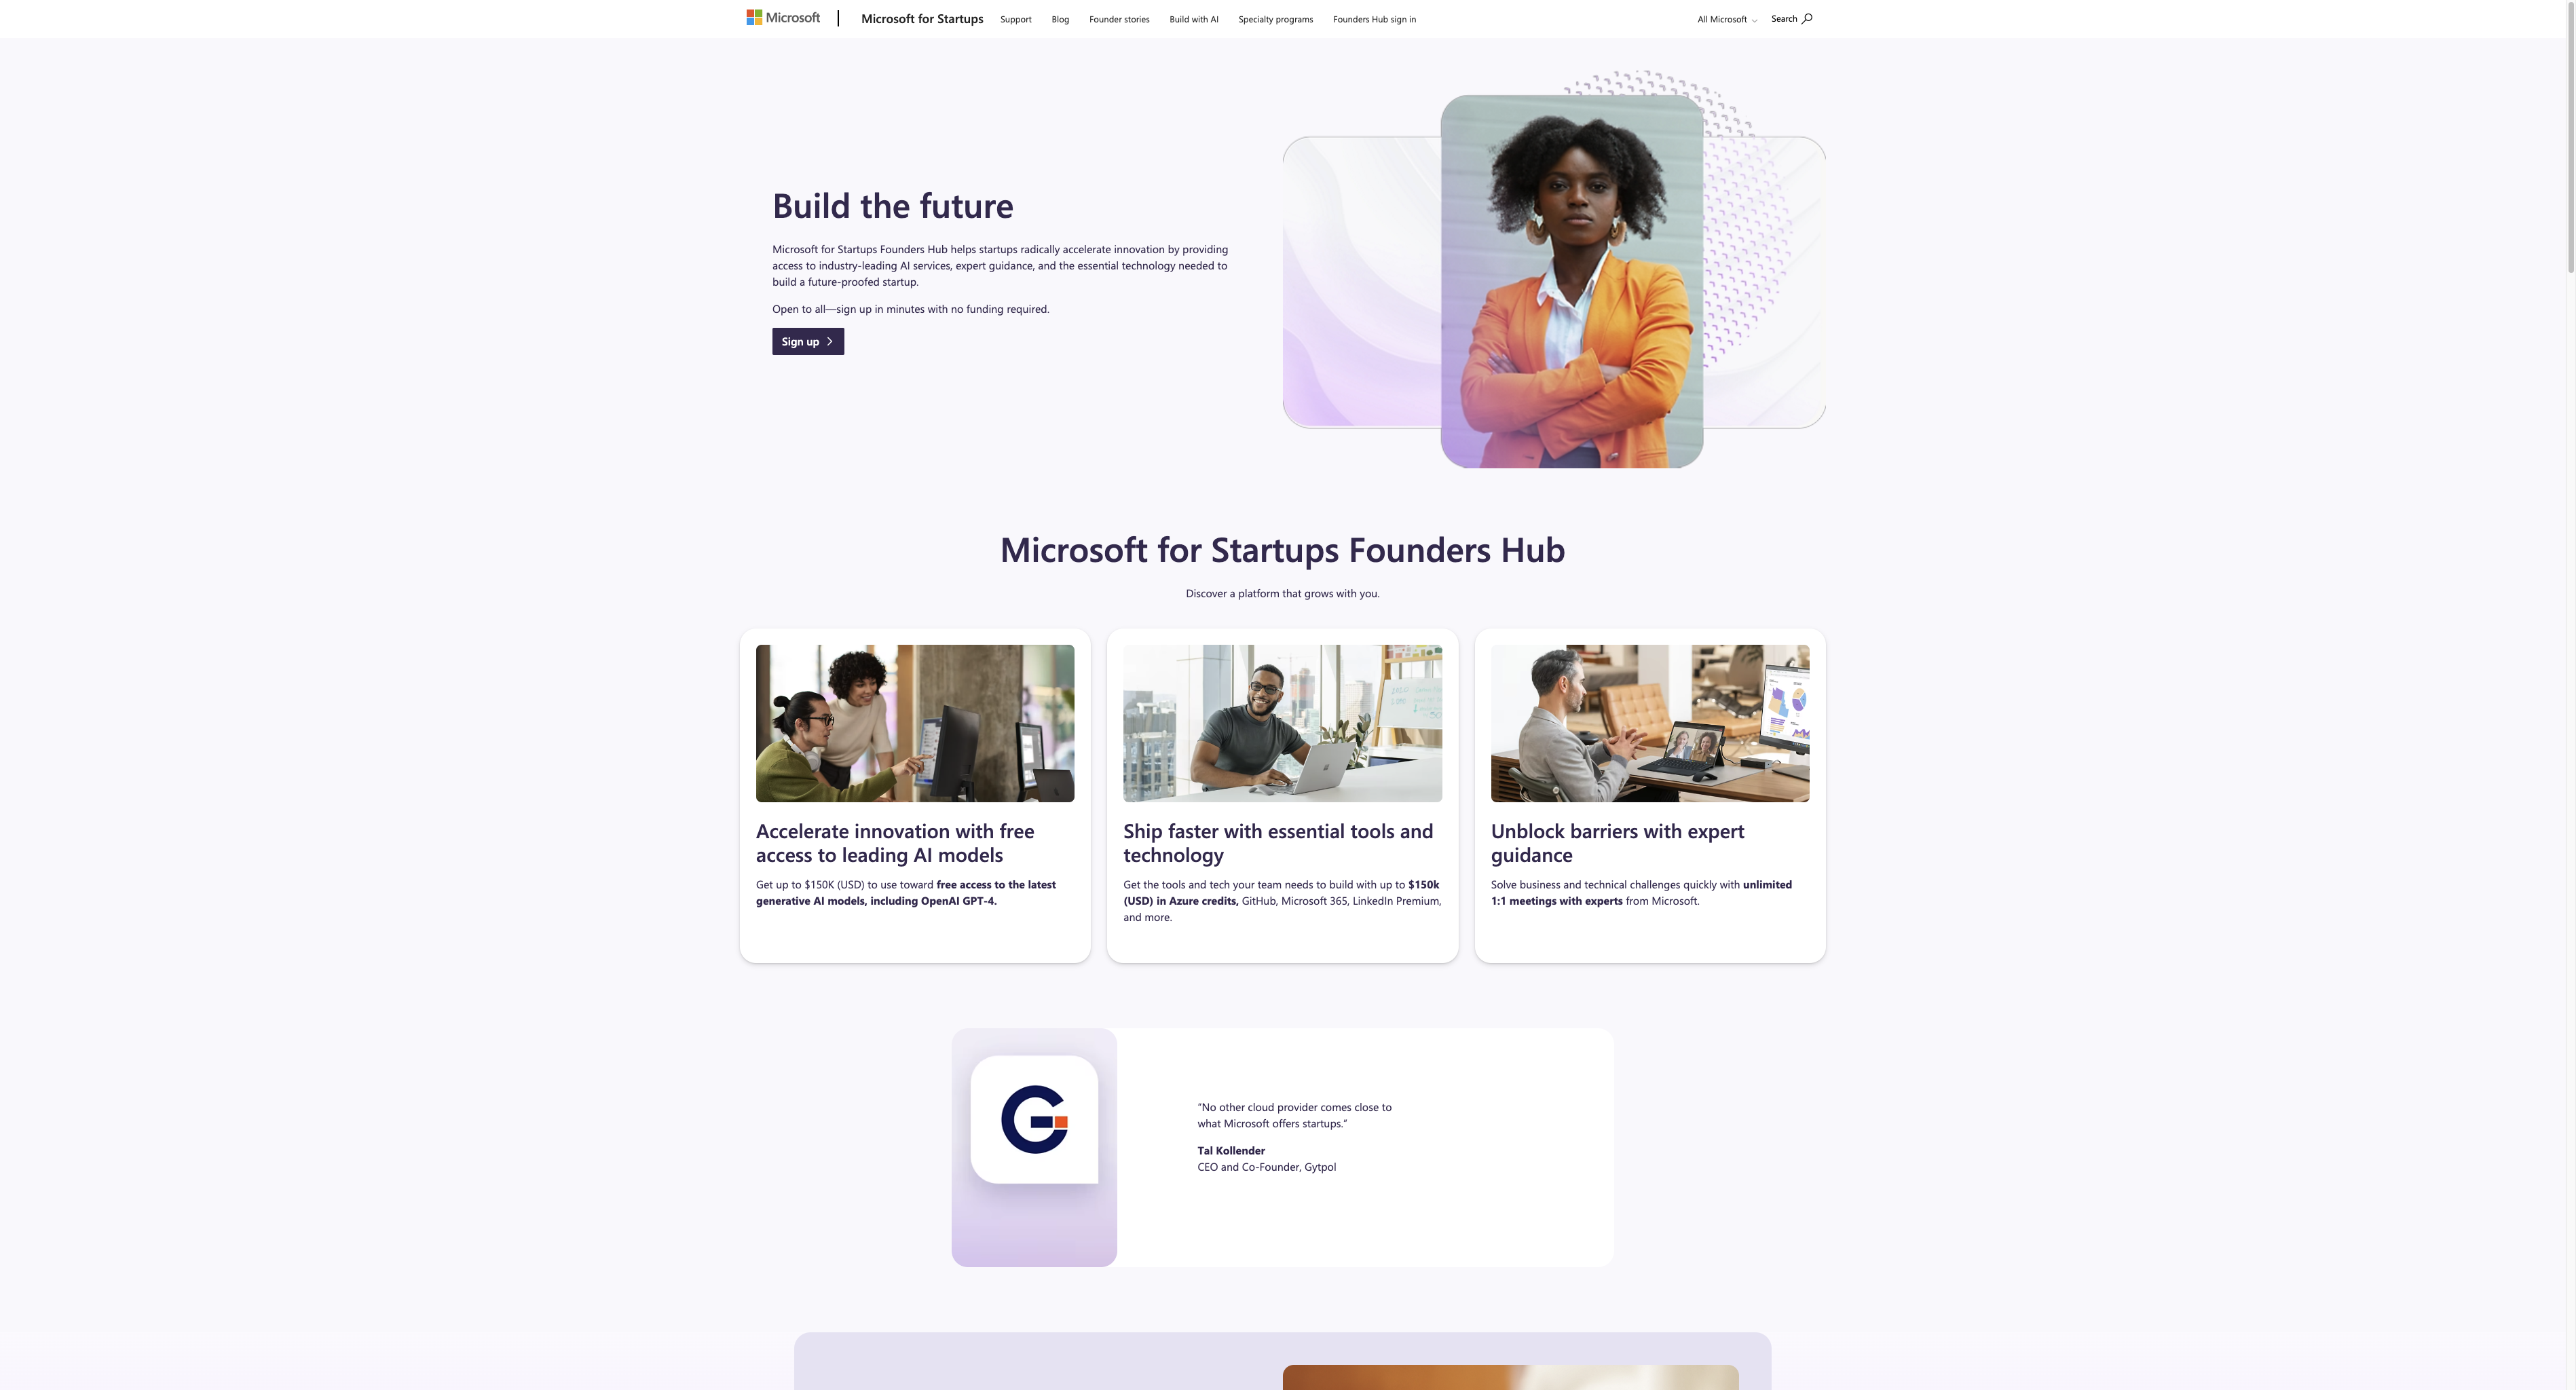 Microsoft
Microsoft for Startups
Support
Blog
Founder stories
Build with AI
Specialty programs
Founders Hub sign in
All Microsoft
Search
Build the future
Microsoft for Startups Founders Hub helps startups radically accelerate innovation by providing
access to industry-leading AI services, expert guidance, and the essential technology needed to
build a future-proofed startup.
Open to all—sign up in minutes with no funding required.
Sign up
Microsoft for Startups Founders Hub
Discover a platform that grows with you.
Accelerate innovation with free
access to leading AI models
Get up to $150K (USD) to use toward free access to the latest
generative AI models, including OpenAI GPT-4.
Ship faster with essential tools and
technology
Get the tools and tech your team needs to build with up to $150k
(USD) in Azure credits, GitHub, Microsoft 365, LinkedIn Premium,
and more.
Unblock barriers with expert
guidance
Solve business and technical challenges quickly with unlimited
1:1 meetings with experts from Microsoft.
"No other cloud provider comes close to
what Microsoft offers startups."
Tal Kollender
CEO and Co-Founder, Gytpol